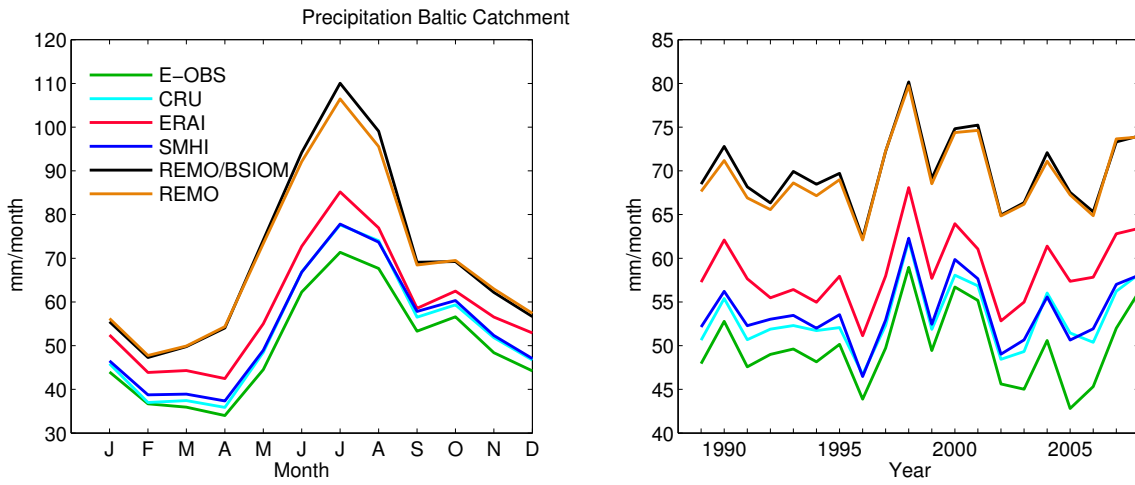 Precipitation Baltic Catchment
120
110
100
90
80
70
60
50
40
30
mm/month
E-OBS
CRU
ERAI
SMHI
REMO/BSIOM
REMO
J F M A M J J A S O N D
Month
85
80
75
70
65
60
55
50
45
40
mm/month
1990 1995 2000 2005
Year